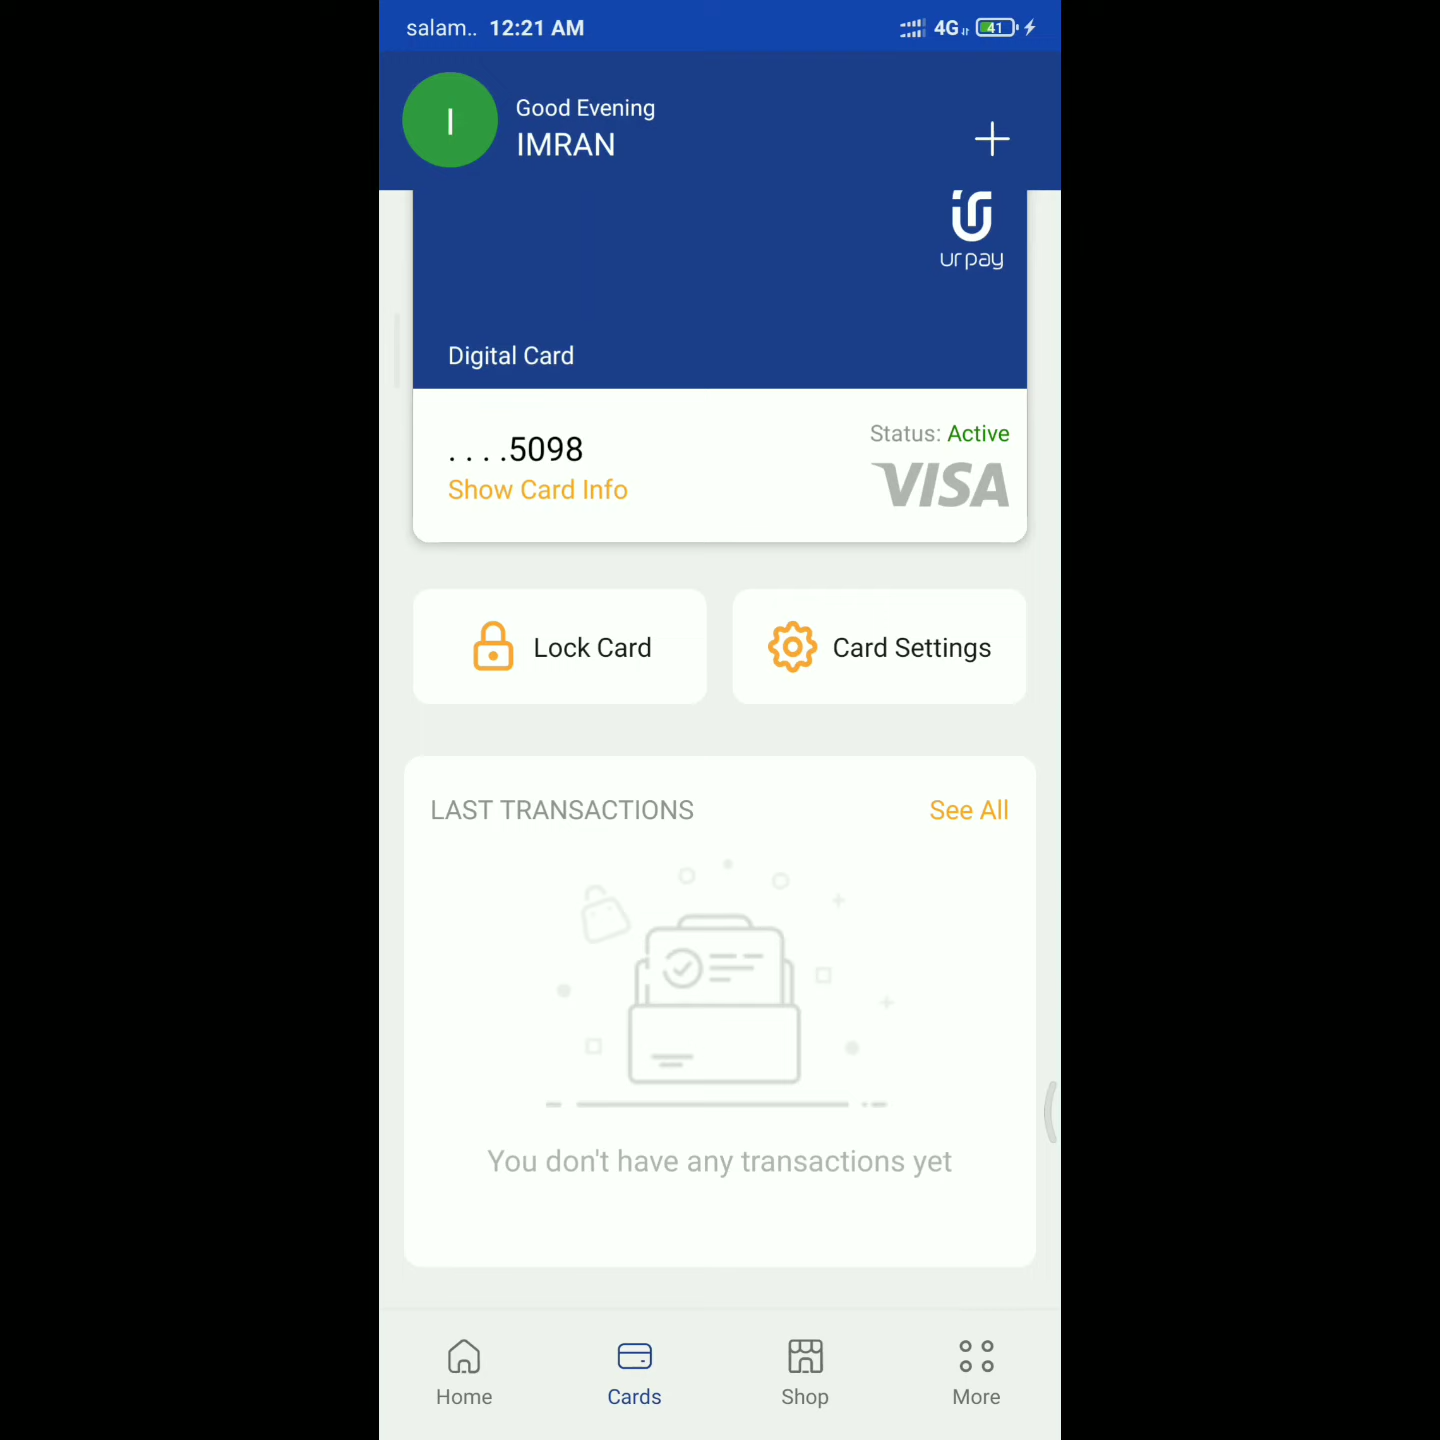 salam.. 12:21 AM 4G 41
I
Good Evening
IMRAN
urpay
Digital Card
. . . .5098
Status: Active
Show Card Info
VISA
Lock Card
Card Settings
LAST TRANSACTIONS
See All
You don't have any transactions yet
Home
Cards
Shop
More